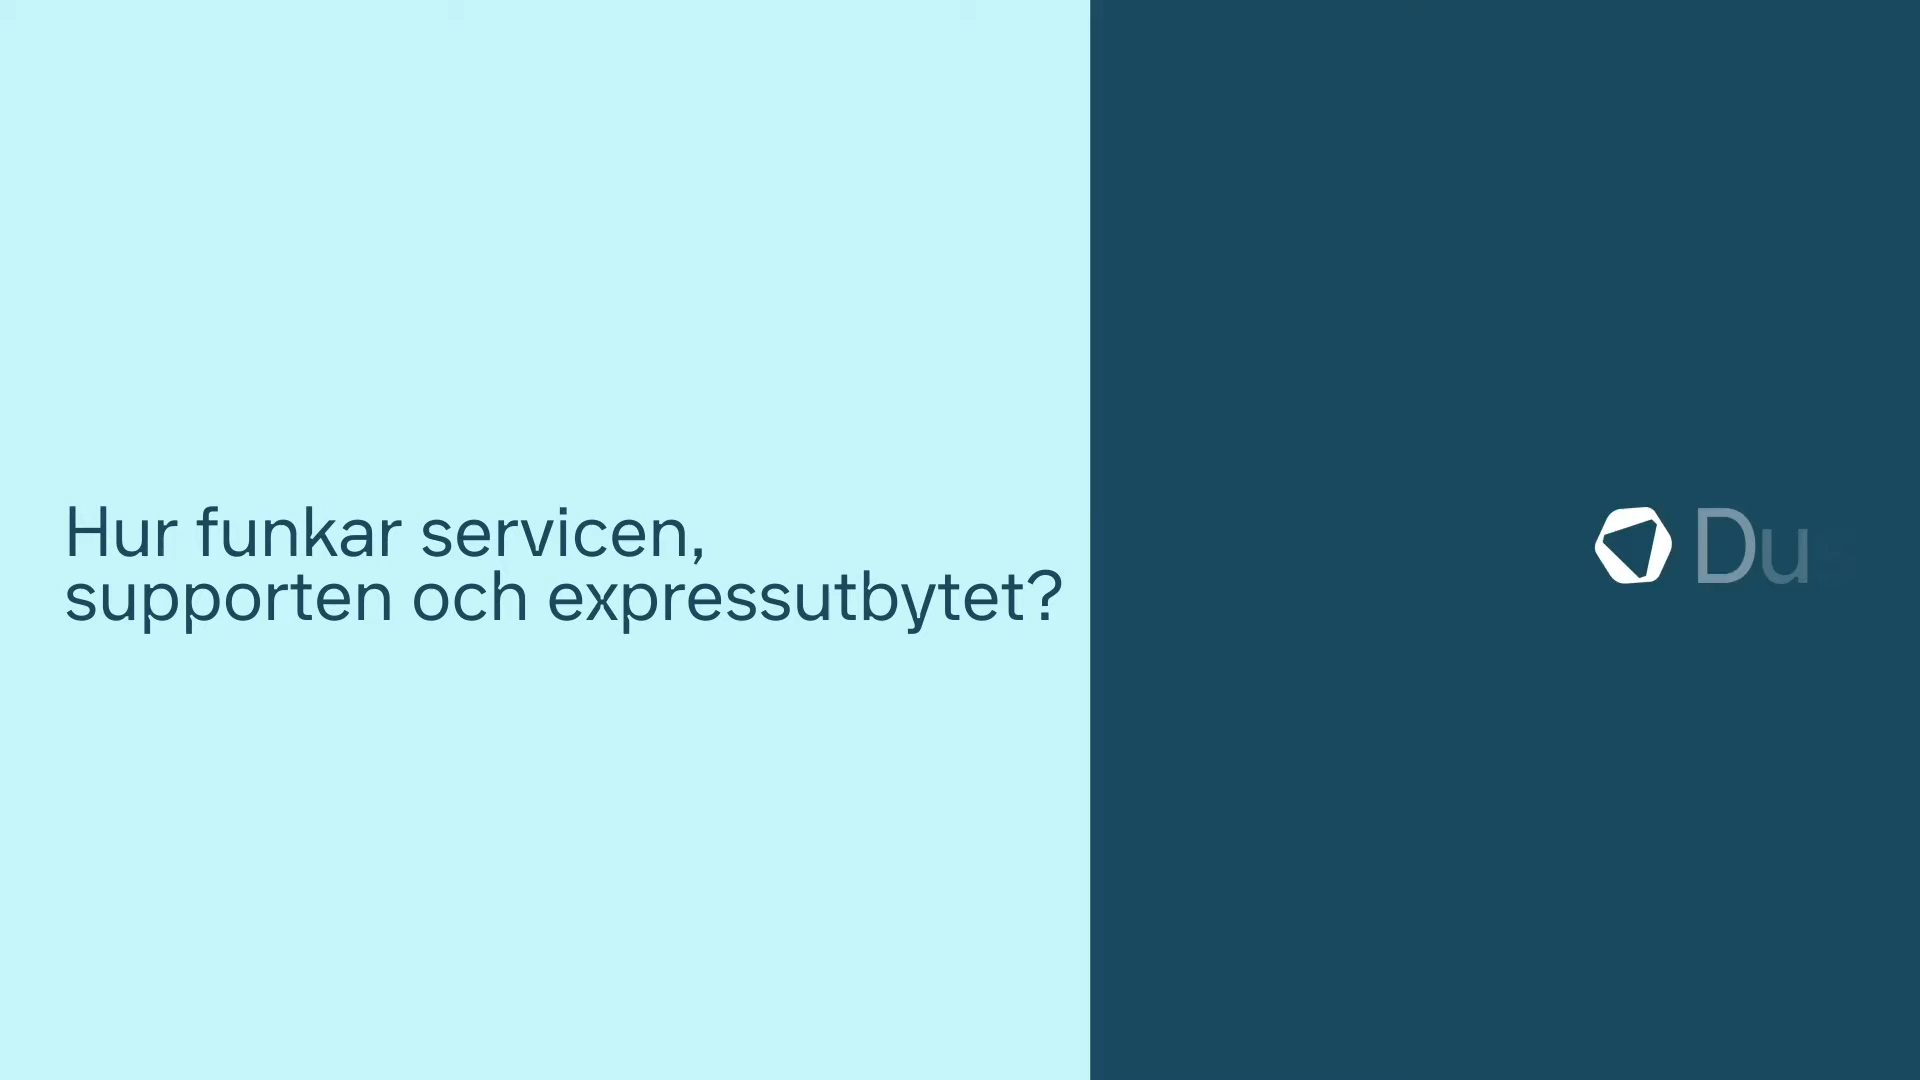 Hur funkar servicen,
supporten och expressutbytet?
Du